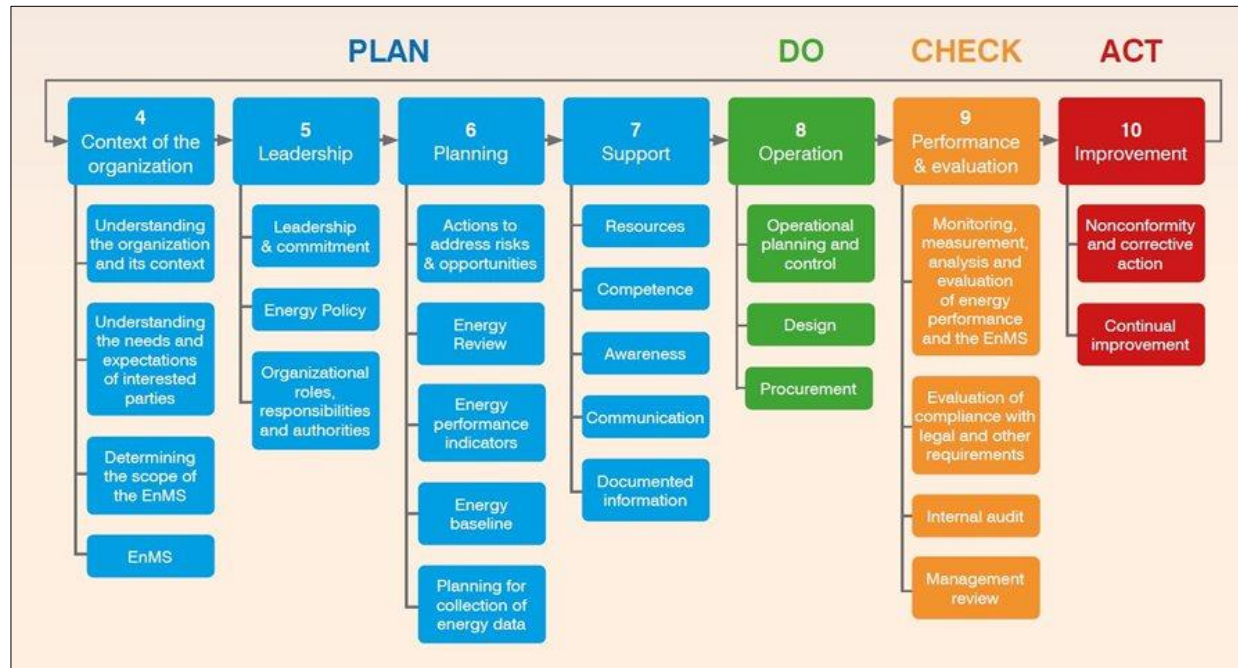 PLAN
DO
CHECK
ACT
4
Context of the
organization
Understanding
the organization
and its context
Understanding
the needs and
expectations
of interested
parties
Determining
the scope of
the EnMS
EnMS
5
Leadership
Leadership
& commitment
Energy Policy
Organizational
roles,
responsibilities
and authorities
6
Planning
Actions to
address risks
& opportunities
Energy
Review
Energy
performance
indicators
Energy
baseline
Planning for
collection of
energy data
7
Support
Resources
Competence
Awareness
Communication
Documented
information
8
Operation
Operational
planning and
control
Design
Procurement
9
Performance
& evaluation
Monitoring,
measurement,
analysis and
evaluation
of energy
performance
and the EnMS
Evaluation of
compliance with
legal and other
requirements
Internal audit
Management
review
10
Improvement
Nonconformity
and corrective
action
Continual
improvement